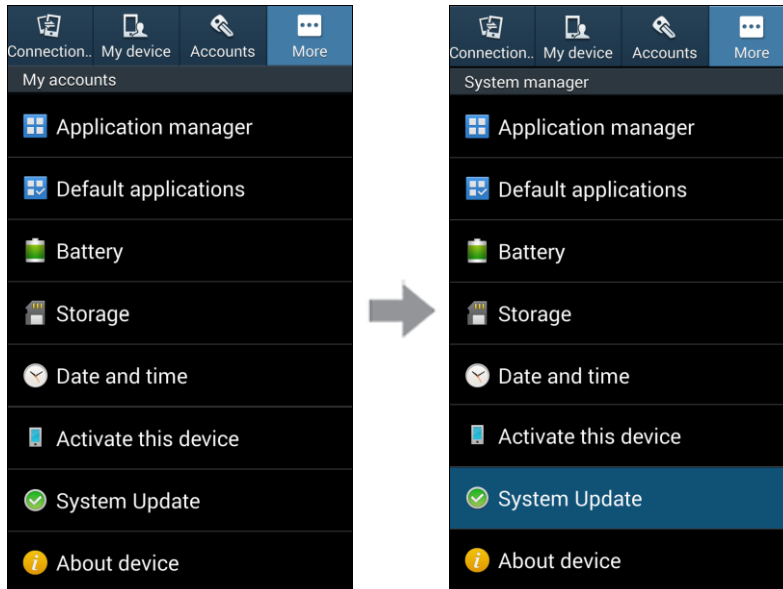 Connection.. My device Accounts More
My accounts
Application manager
Default applications
Battery
Storage
Date and time
Activate this device
System Update
About device
Connection.. My device Accounts More
System manager
Application manager
Default applications
Battery
Storage
Date and time
Activate this device
System Update
About device